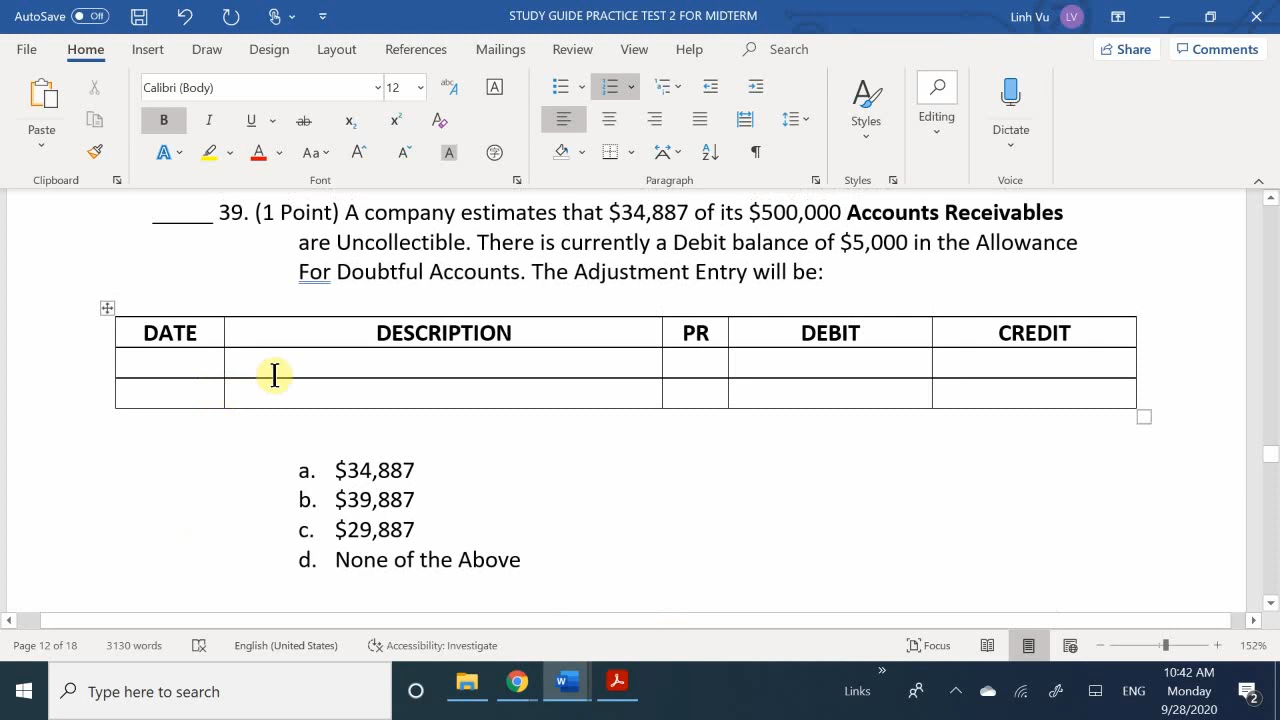 AutoSave Off
STUDY GUIDE PRACTICE TEST 2 FOR MIDTERM
Linh Vu LV
File Home Insert Draw Design Layout References Mailings Review View Help Search Share Comments
Calibri (Body) 12
Paste
Styles
Editing
Dictate
Clipboard Font Paragraph Styles Voice
_____ 39. (1 Point) A company estimates that $34,887 of its $500,000 Accounts Receivables
are Uncollectible. There is currently a Debit balance of $5,000 in the Allowance
For Doubtful Accounts. The Adjustment Entry will be:
DATE DESCRIPTION PR DEBIT CREDIT
a. $34,887
b. $39,887
c. $29,887
d. None of the Above
Page 12 of 18 3130 words English (United States) Accessibility: Investigate Focus 152%
Type here to search
Links
ENG
10:42 AM
Monday
9/28/2020
2